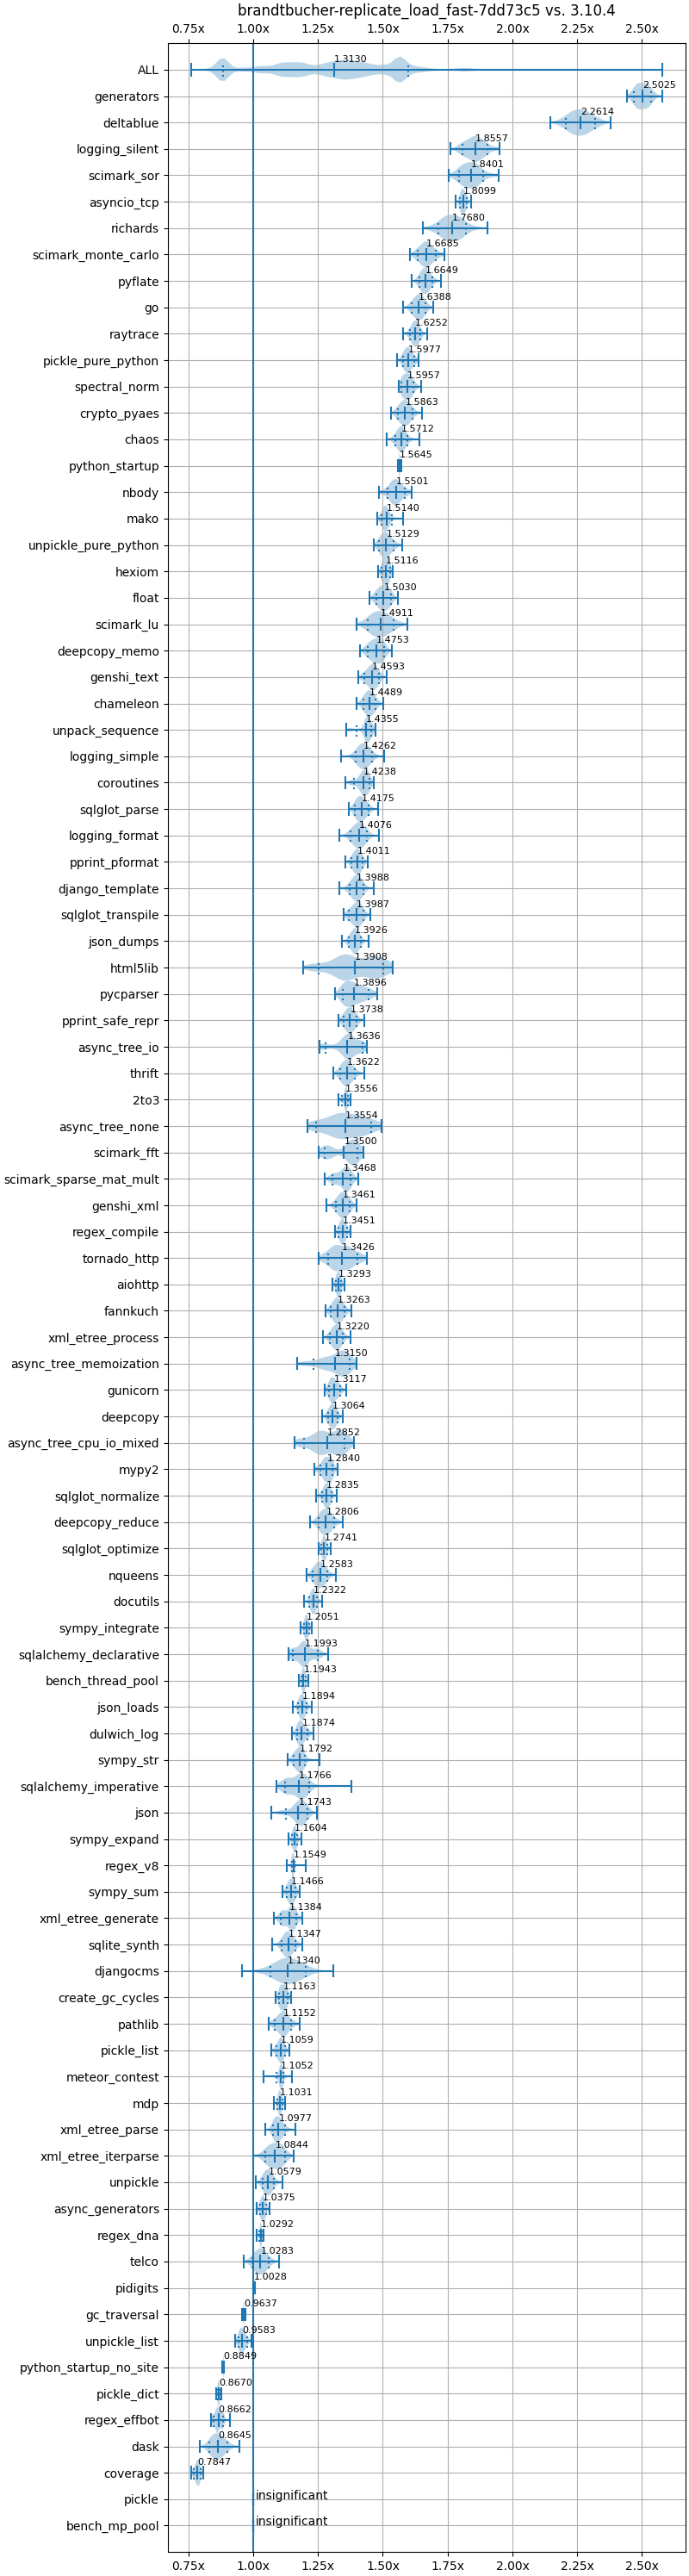 brandtbucher-replicate_load_fast-7dd73c5 vs. 3.10.4
0.75x 1.00x 1.25x 1.50x 1.75x 2.00x 2.25x 2.50x
ALL 1.3130
generators 2.5025
deltablue 2.2614
logging_silent 1.8557
scimark_sor 1.8401
asyncio_tcp 1.8099
richards 1.7680
scimark_monte_carlo 1.6685
pyflate 1.6649
go 1.6388
raytrace 1.6252
pickle_pure_python 1.5977
spectral_norm 1.5957
crypto_pyaes 1.5863
chaos 1.5712
python_startup 1.5645
nbody 1.5501
mako 1.5140
unpickle_pure_python 1.5129
hexiom 1.5116
float 1.5030
scimark_lu 1.4911
deepcopy_memo 1.4753
genshi_text 1.4593
chameleon 1.4489
unpack_sequence 1.4355
logging_simple 1.4262
coroutines 1.4238
sqlglot_parse 1.4175
logging_format 1.4076
pprint_pformat 1.4011
django_template 1.3988
sqlglot_transpile 1.3987
json_dumps 1.3926
html5lib 1.3908
pycparser 1.3896
pprint_safe_repr 1.3738
async_tree_io 1.3636
thrift 1.3622
2to3 1.3556
async_tree_none 1.3554
scimark_fft 1.3500
scimark_sparse_mat_mult 1.3468
genshi_xml 1.3461
regex_compile 1.3451
tornado_http 1.3426
aiohttp 1.3293
fannkuch 1.3263
xml_etree_process 1.3220
async_tree_memoization 1.3150
gunicorn 1.3117
deepcopy 1.3064
async_tree_cpu_io_mixed 1.2852
mypy2 1.2840
sqlglot_normalize 1.2835
deepcopy_reduce 1.2806
sqlglot_optimize 1.2741
nqueens 1.2583
docutils 1.2322
sympy_integrate 1.2051
sqlalchemy_declarative 1.1993
bench_thread_pool 1.1943
json_loads 1.1894
dulwich_log 1.1874
sympy_str 1.1792
sqlalchemy_imperative 1.1766
json 1.1743
sympy_expand 1.1604
regex_v8 1.1549
sympy_sum 1.1466
xml_etree_generate 1.1384
sqlite_synth 1.1347
djangocms 1.1340
create_gc_cycles 1.1163
pathlib 1.1152
pickle_list 1.1059
meteor_contest 1.1052
mdp 1.1031
xml_etree_parse 1.0977
xml_etree_iterparse 1.0844
unpickle 1.0579
async_generators 1.0375
regex_dna 1.0292
telco 1.0283
pidigits 1.0028
gc_traversal 0.9637
unpickle_list 0.9583
python_startup_no_site 0.8849
pickle_dict 0.8670
regex_effbot 0.8662
dask 0.8645
coverage 0.7847
pickle insignificant
bench_mp_pool insignificant
0.75x 1.00x 1.25x 1.50x 1.75x 2.00x 2.25x 2.50x